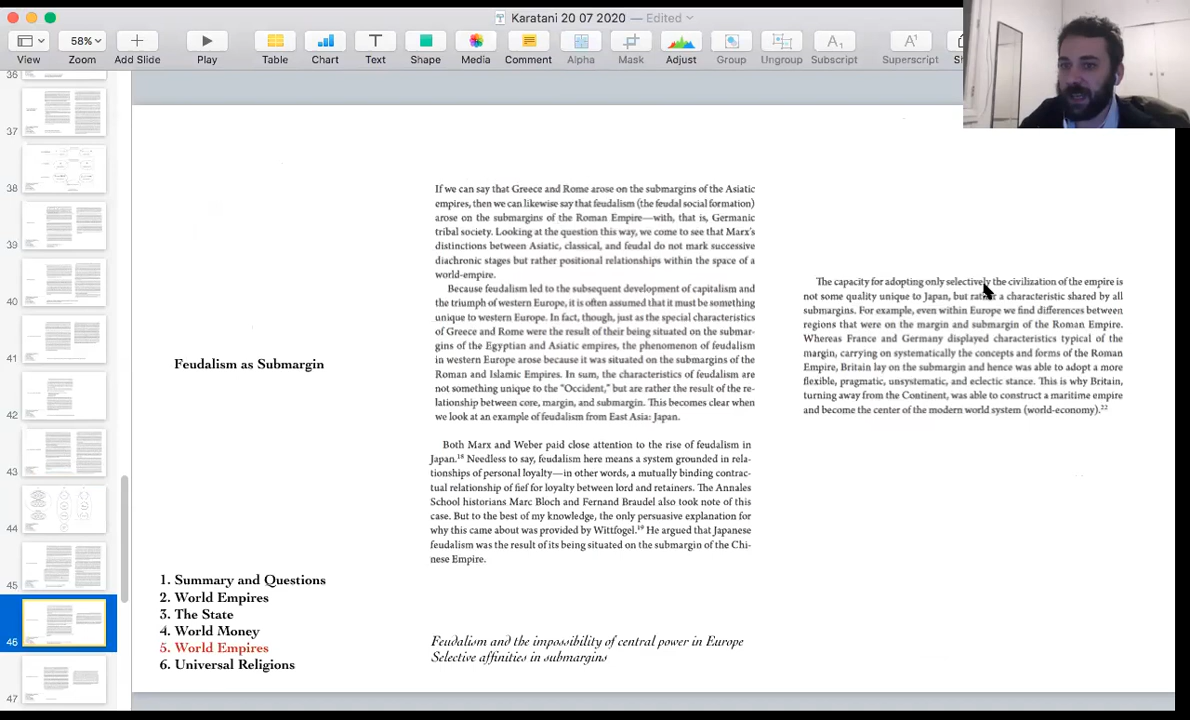 Karatani 20 07 2020 — Edited
58%
View
Zoom
Add Slide
Play
Table
Chart
Text
Shape
Media
Comment
Alpha
Mask
Adjust
Group
Ungroup
Subscript
Superscript
36
37
38
39
40
41
42
43
44
45
46
47
Feudalism as Submargin
1. Summary and Questions
2. World Empires
3. The State
4. World Money
5. World Empires
6. Universal Religions
If we can say that Greece and Rome arose on the submargins of the Asiatic
empires, then we can likewise say that feudalism (the feudal social formation)
arose on the submargins of the Roman Empire—with, that is, Germanic
tribal society. Looking at the question this way, we come to see that Marx's
distinctions between Asiatic, classical, and feudal do not mark successive
diachronic stages but rather positional relationships within the space of a
world-empire.
Because feudalism led to the subsequent development of capitalism and
the triumph of western Europe, it is often assumed that it must be something
unique to western Europe. In fact, though, just as the special characteristics
of Greece and Rome were the result of their being situated on the submar-
gins of the Egyptian and Asiatic empires, the phenomenon of feudalism
in western Europe arose because it was situated on the submargins of the
Roman and Islamic Empires. In sum, the characteristics of feudalism are
not something unique to the "Occident," but are rather the result of the re-
lationship between core, margin, and submargin. This becomes clear when
we look at an example of feudalism from East Asia: Japan.
Both Marx and Weber paid close attention to the rise of feudalism in
Japan.18 Needless to say, feudalism here means a system grounded in rela-
tionships of personal loyalty—in other words, a mutually binding contrac-
tual relationship of fief for loyalty between lord and retainers. The Annales
School historians Marc Bloch and Fernand Braudel also took note of this
case. But to the best of my knowledge, the only persuasive explanation for
why this came about was provided by Wittfogel.19 He argued that Japanese
feudalism was the result of its being situated on the submargin of the Chi-
nese Empire.
Feudalism and the impossibility of central power in Europe
Selective affinities in submargins
The capacity for adopting only selectively the civilization of the empire is
not some quality unique to Japan, but rather a characteristic shared by all
submargins. For example, even within Europe we find differences between
regions that were on the margin and submargin of the Roman Empire.
Whereas France and Germany displayed characteristics typical of the
margin, carrying on systematically the concepts and forms of the Roman
Empire, Britain lay on the submargin and hence was able to adopt a more
flexible, pragmatic, unsystematic, and eclectic stance. This is why Britain,
turning away from the Continent, was able to construct a maritime empire
and become the center of the modern world system (world-economy).22